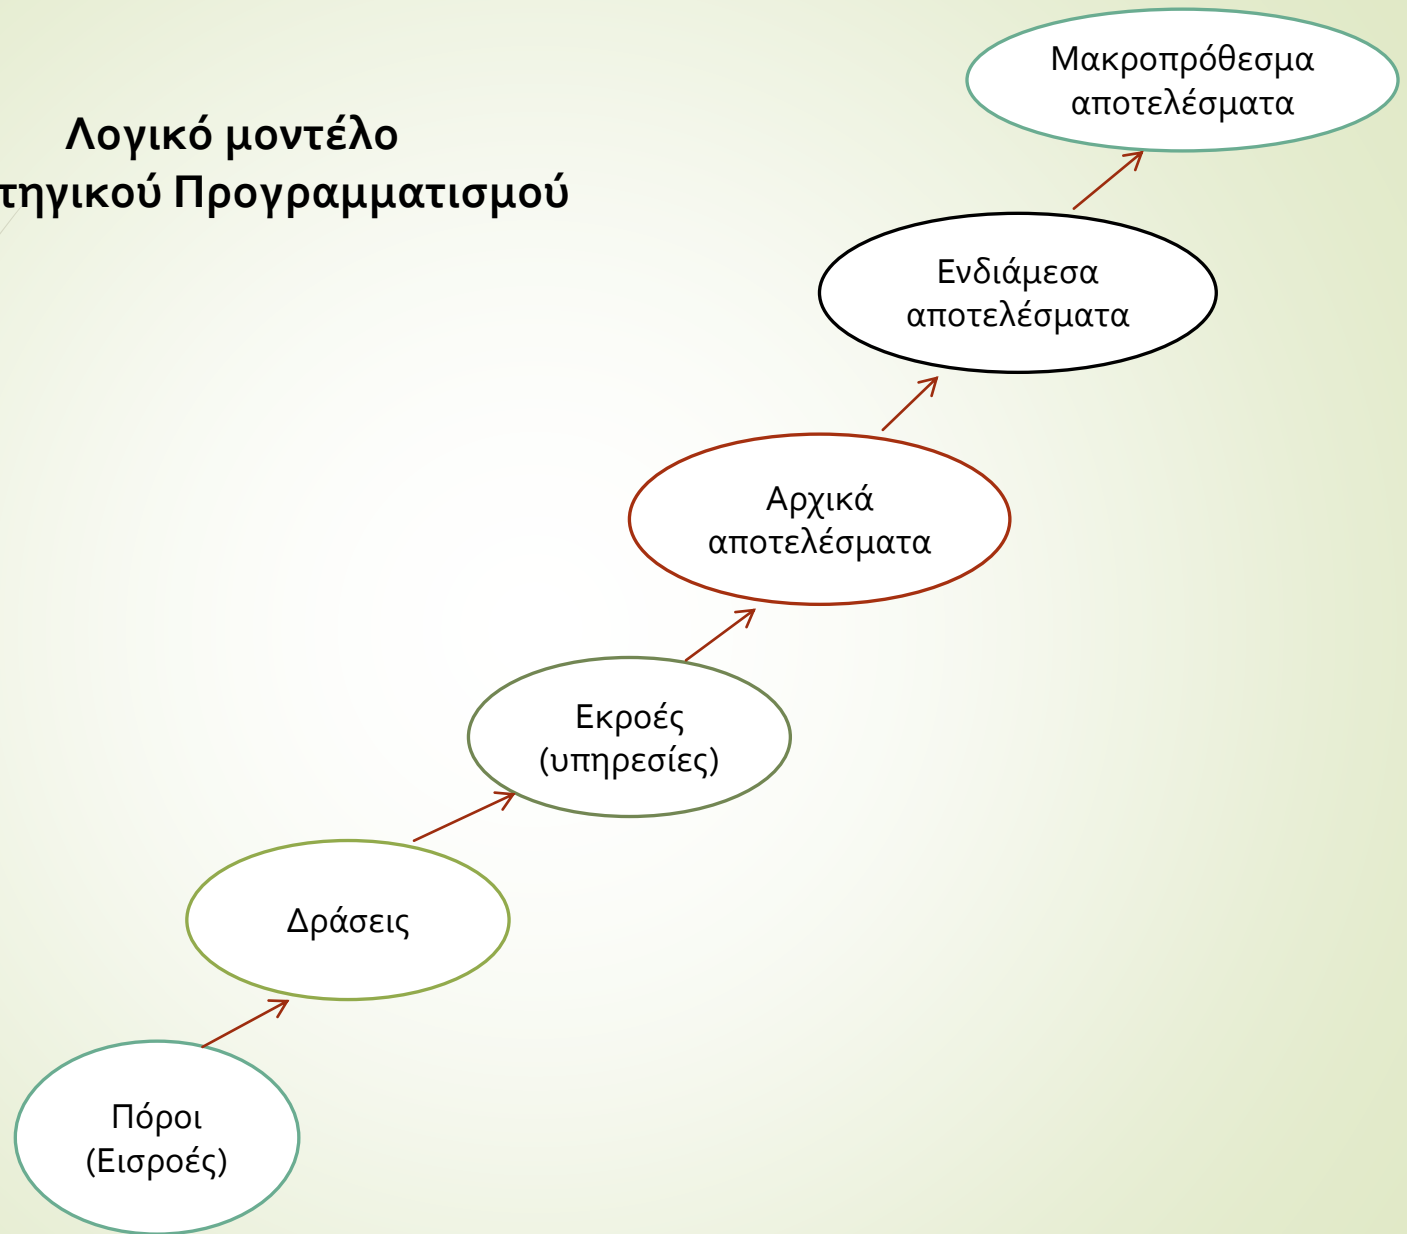 Λογικό μοντέλο
τηγικού Προγραμματισμού
Μακροπρόθεσμα
αποτελέσματα
Ενδιάμεσα
αποτελέσματα
Αρχικά
αποτελέσματα
Εκροές
(υπηρεσίες)
Δράσεις
Πόροι
(Εισροές)